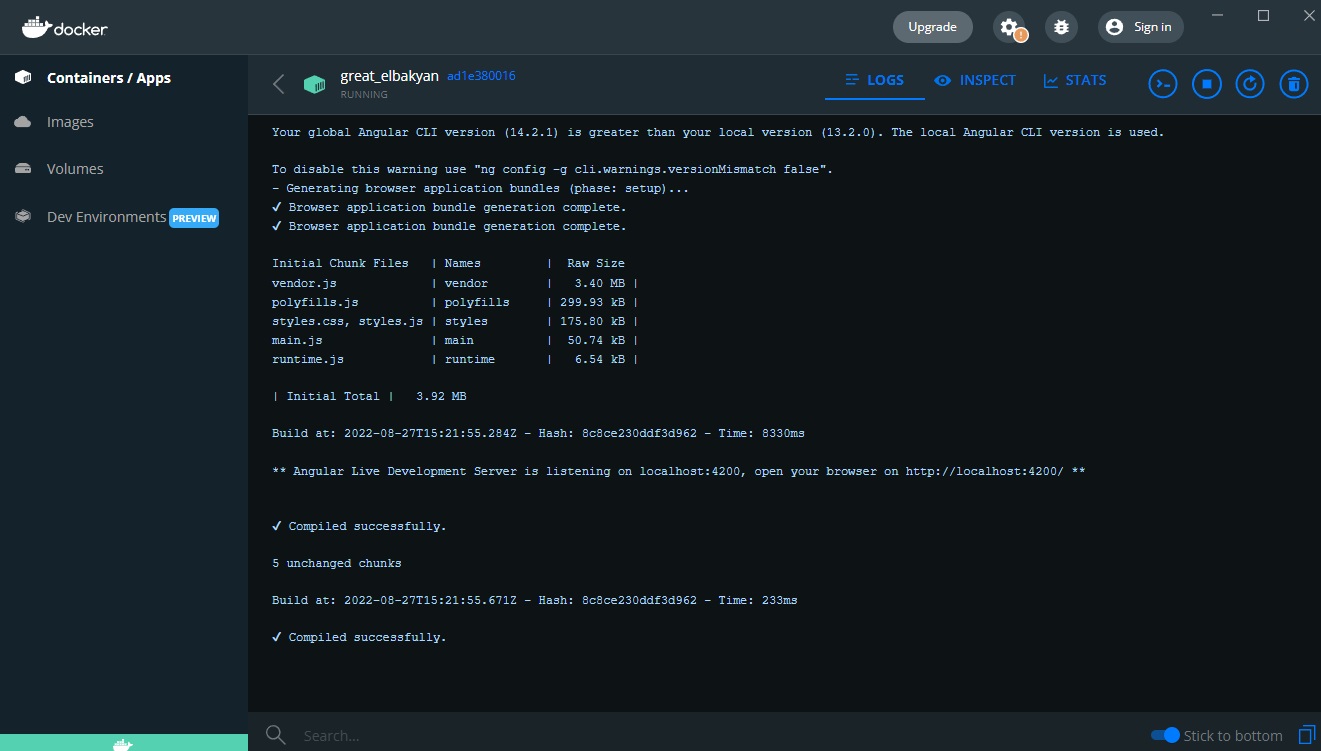 docker
Upgrade
!
Sign in
Containers / Apps
Images
Volumes
Dev Environments PREVIEW
great_elbakyan ad1e380016
RUNNING
LOGS
INSPECT
STATS
Your global Angular CLI version (14.2.1) is greater than your local version (13.2.0). The local Angular CLI version is used.
To disable this warning use "ng config -g cli.warnings.versionMismatch false".
- Generating browser application bundles (phase: setup)...
✓ Browser application bundle generation complete.
✓ Browser application bundle generation complete.
Initial Chunk Files | Names | Raw Size
vendor.js | vendor | 3.40 MB |
polyfills.js | polyfills | 299.93 kB |
styles.css, styles.js | styles | 175.80 kB |
main.js | main | 50.74 kB |
runtime.js | runtime | 6.54 kB |
| Initial Total | 3.92 MB
Build at: 2022-08-27T15:21:55.284Z - Hash: 8c8ce230ddf3d962 - Time: 8330ms
** Angular Live Development Server is listening on localhost:4200, open your browser on http://localhost:4200/ **
✓ Compiled successfully.
5 unchanged chunks
Build at: 2022-08-27T15:21:55.671Z - Hash: 8c8ce230ddf3d962 - Time: 233ms
✓ Compiled successfully.
Search...
Stick to bottom